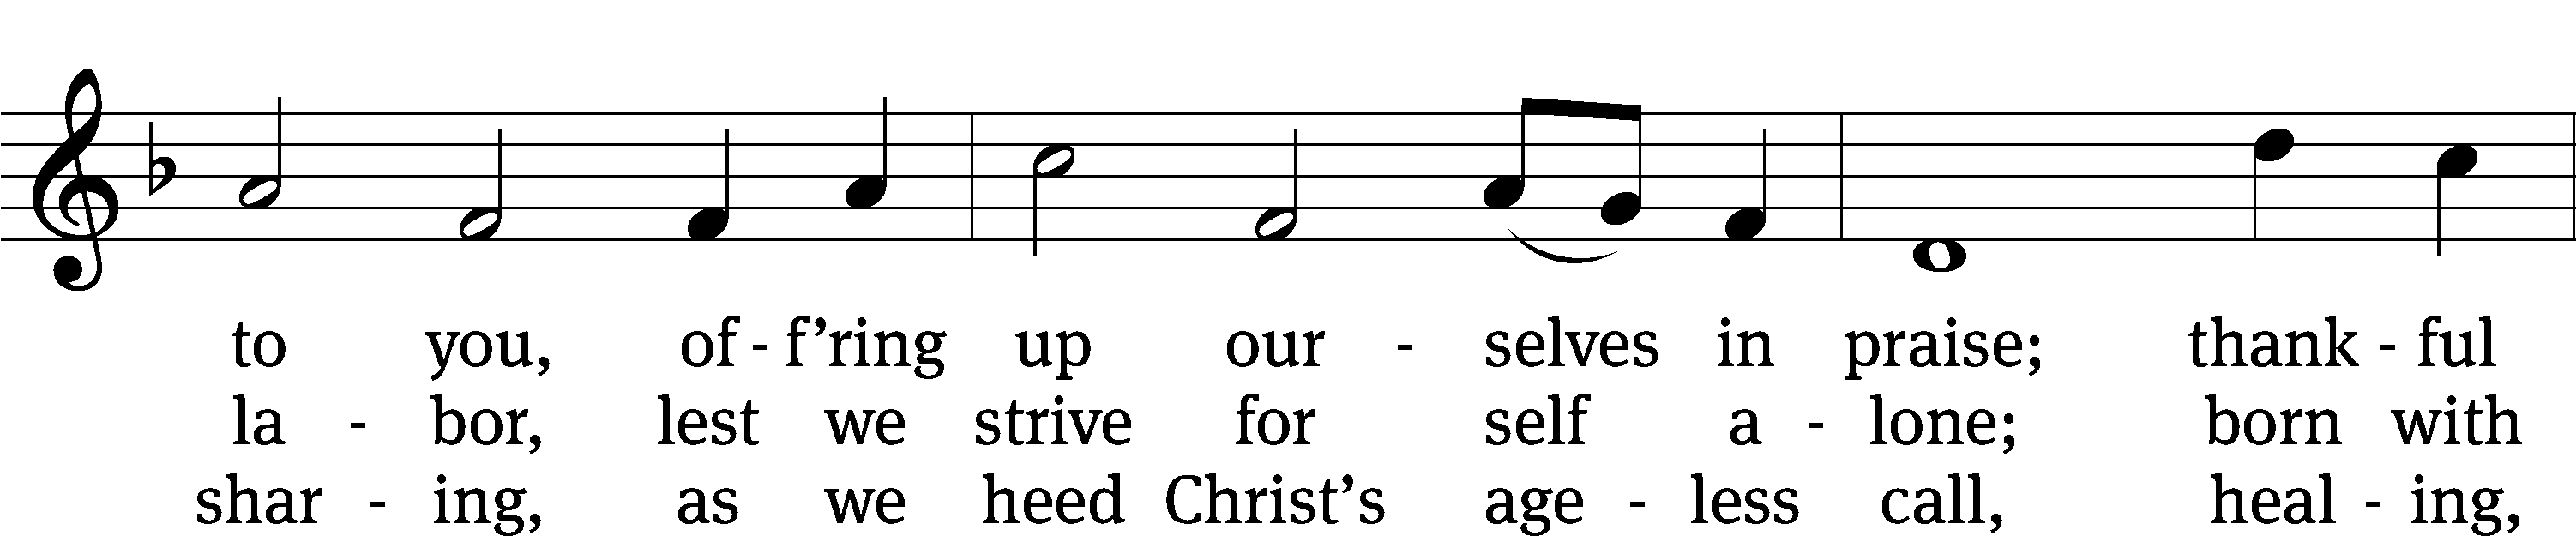 to you, of - f’ring up our - selves in praise; thank - ful
la - bor, lest we strive for self a - lone; born with
shar - ing, as we heed Christ’s age - less call, heal - ing,